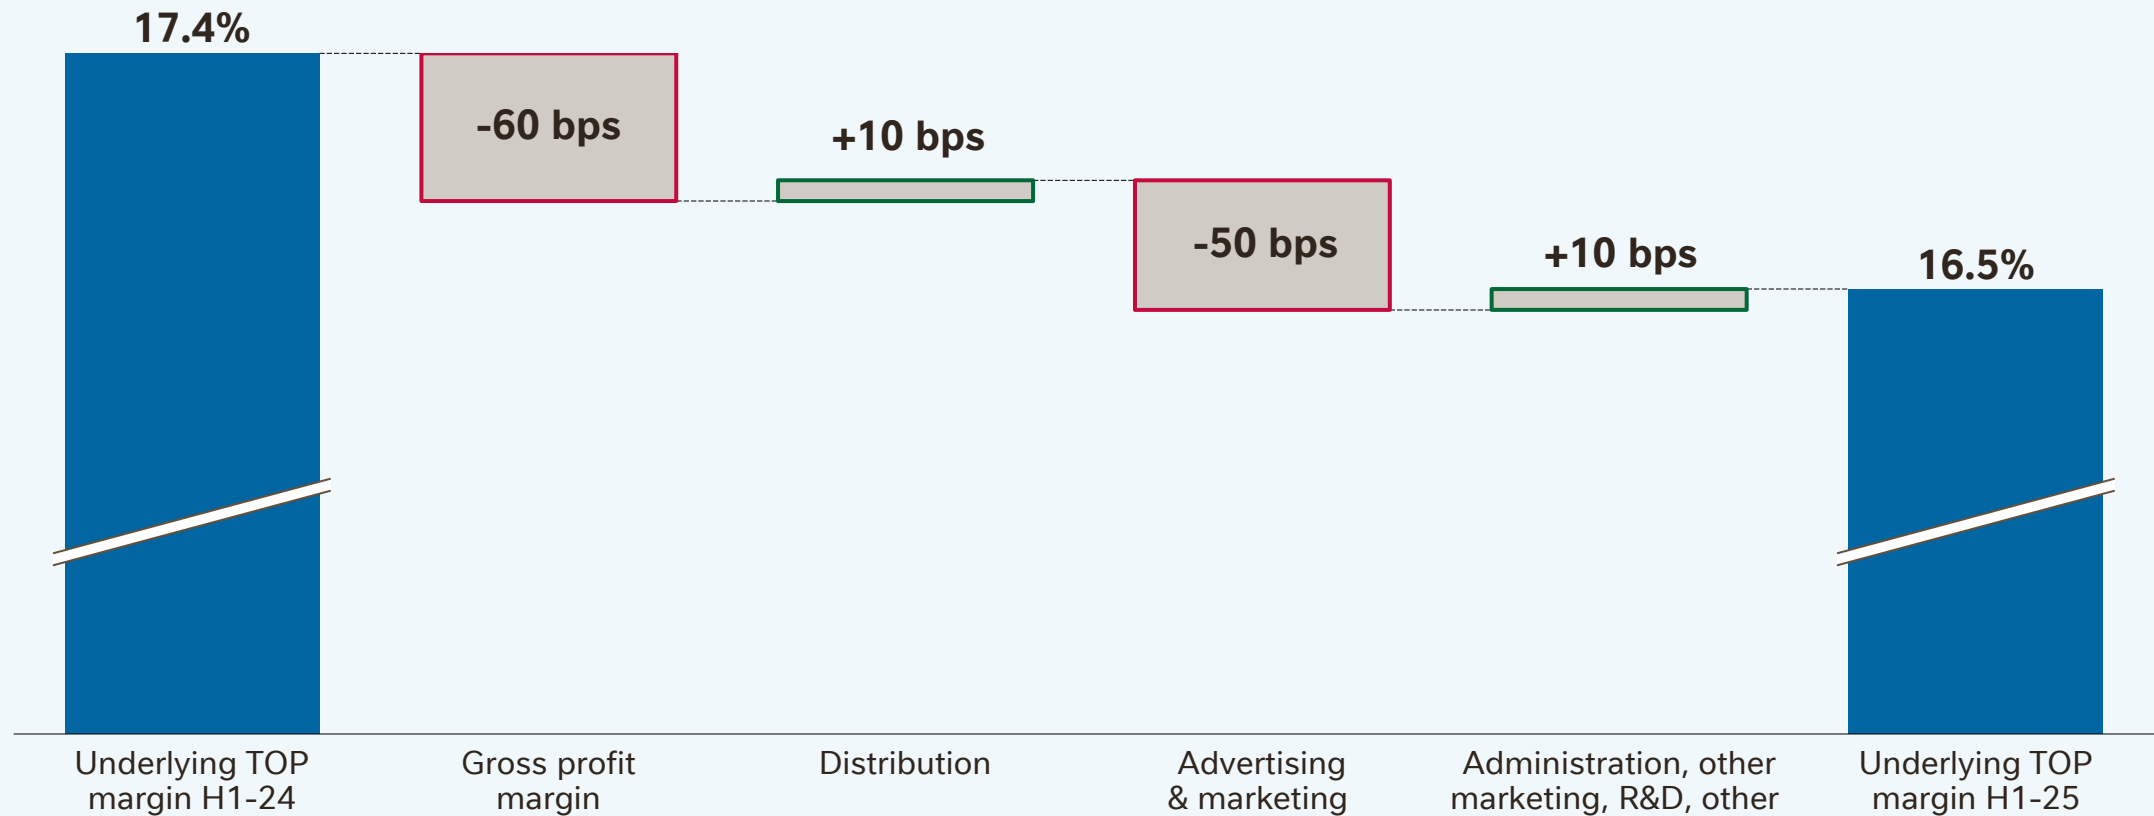 17.4%
-60 bps
+10 bps
-50 bps
+10 bps
16.5%
Underlying TOP
margin H1-24
Gross profit
margin
Distribution
Advertising
& marketing
Administration, other
marketing, R&D, other
Underlying TOP
margin H1-25